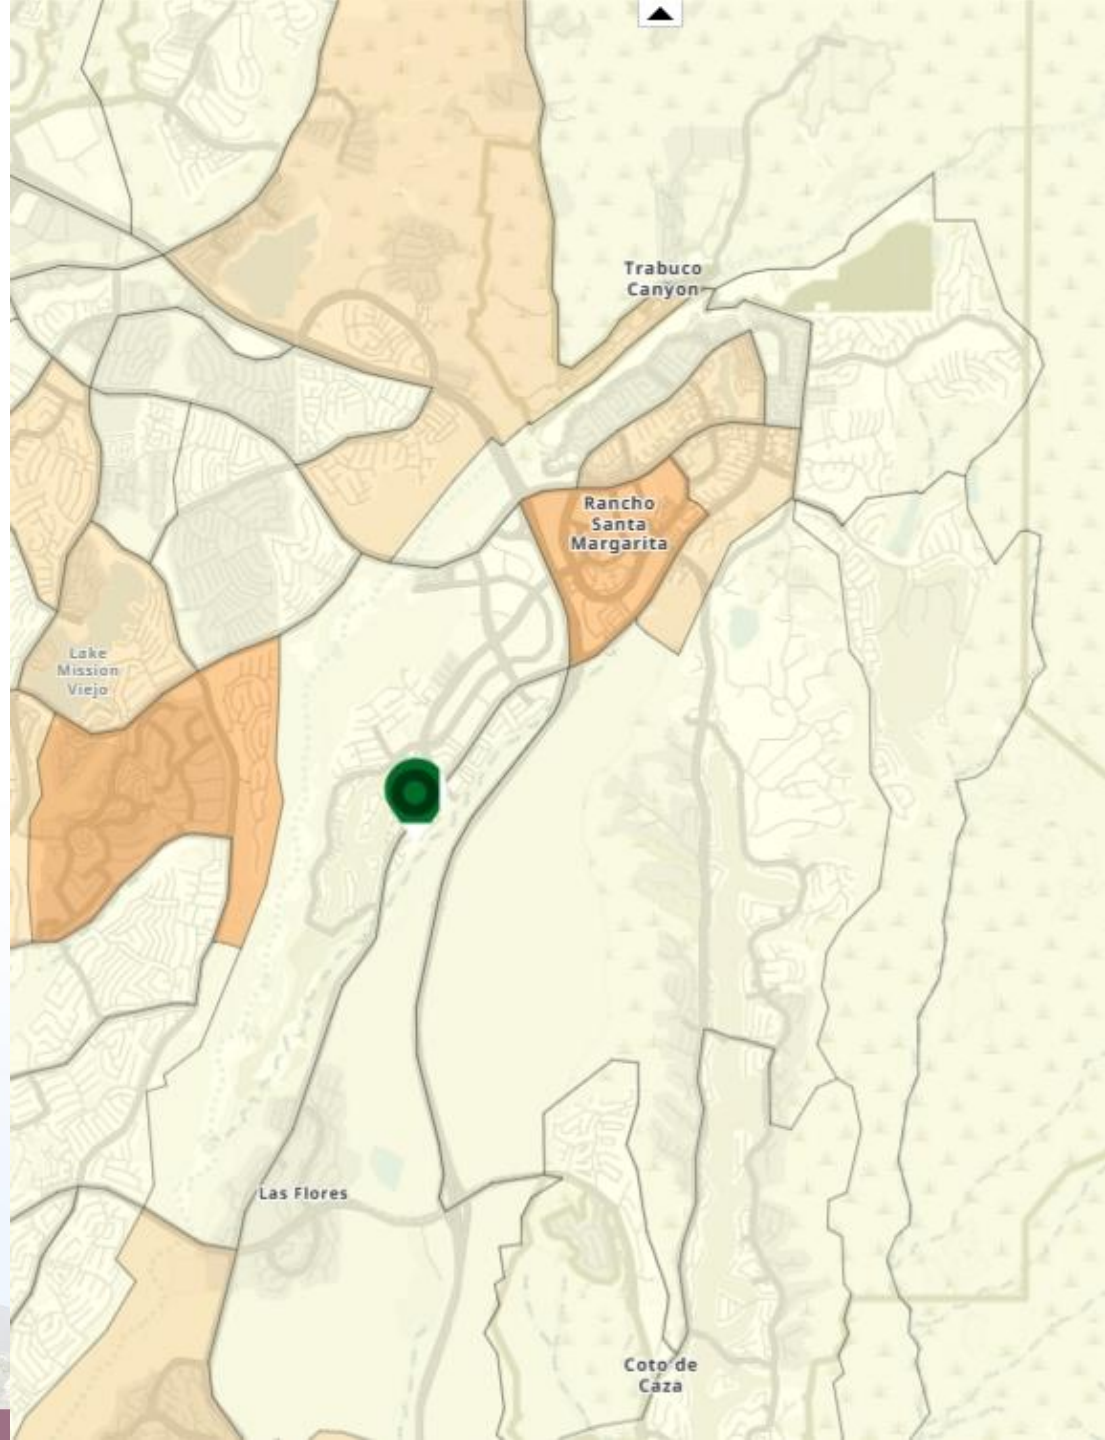 Trabuco
Canyon
Rancho
Santa
Margarita
Lake
Mission
Viejo
Las Flores
Coto de
Caza